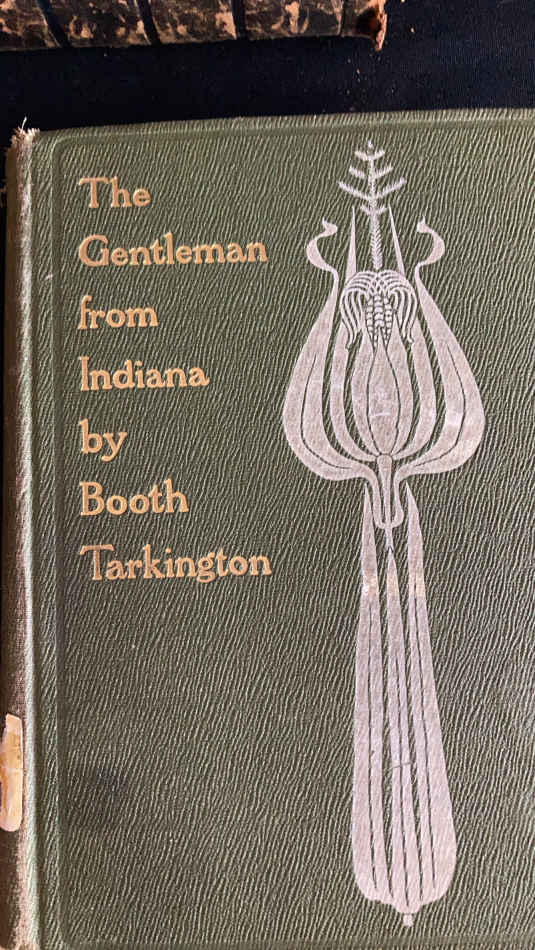 The
Gentleman
from
Indiana
by
Booth
Tarkington